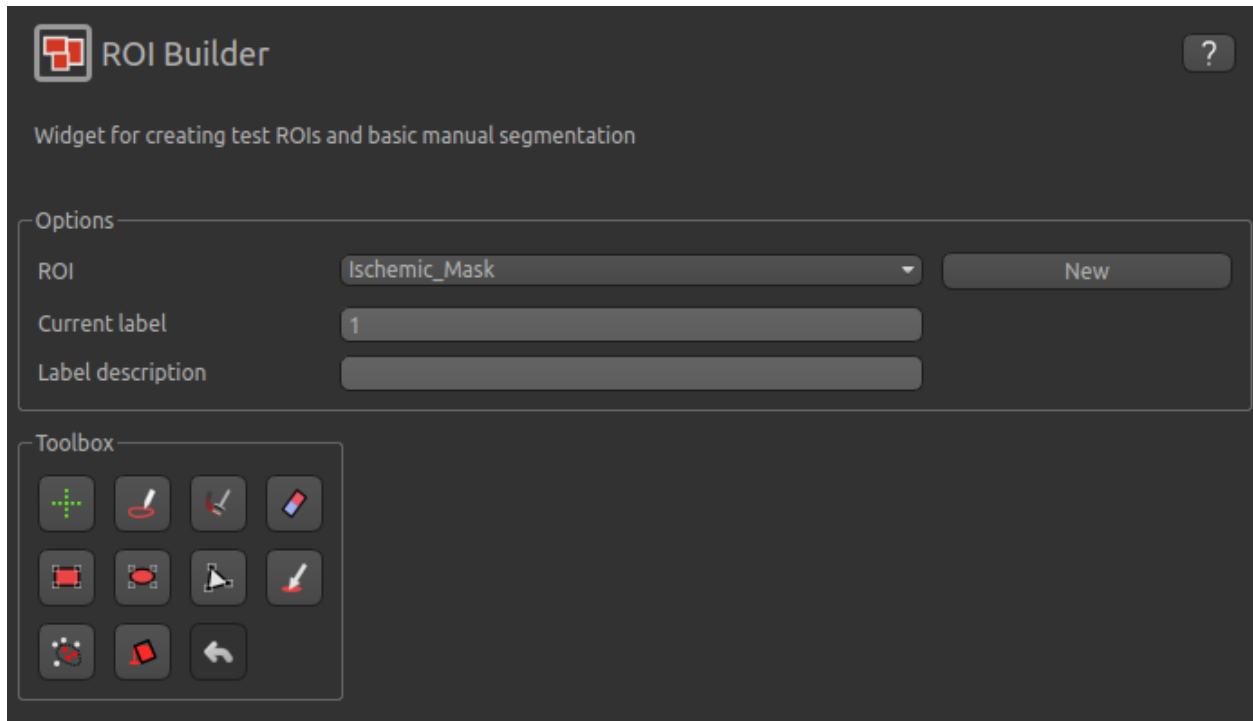 ROI Builder
?
Widget for creating test ROIs and basic manual segmentation
Options
ROI
Ischemic_Mask
New
Current label
1
Label description
Toolbox